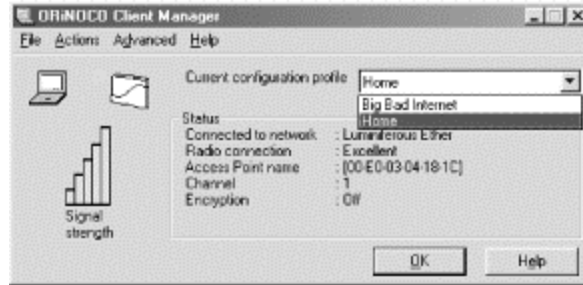 ORiNOCO Client Manager
File Actions Advanced Help
Current configuration profile Home
Big Bad Internet
Home
Status
Connected to network : Luminiferous Ether
Radio connection : Excellent
Access Point name : [00-E0-03-04-18-1C]
Channel : 1
Encryption : Off
Signal
strength
OK Help